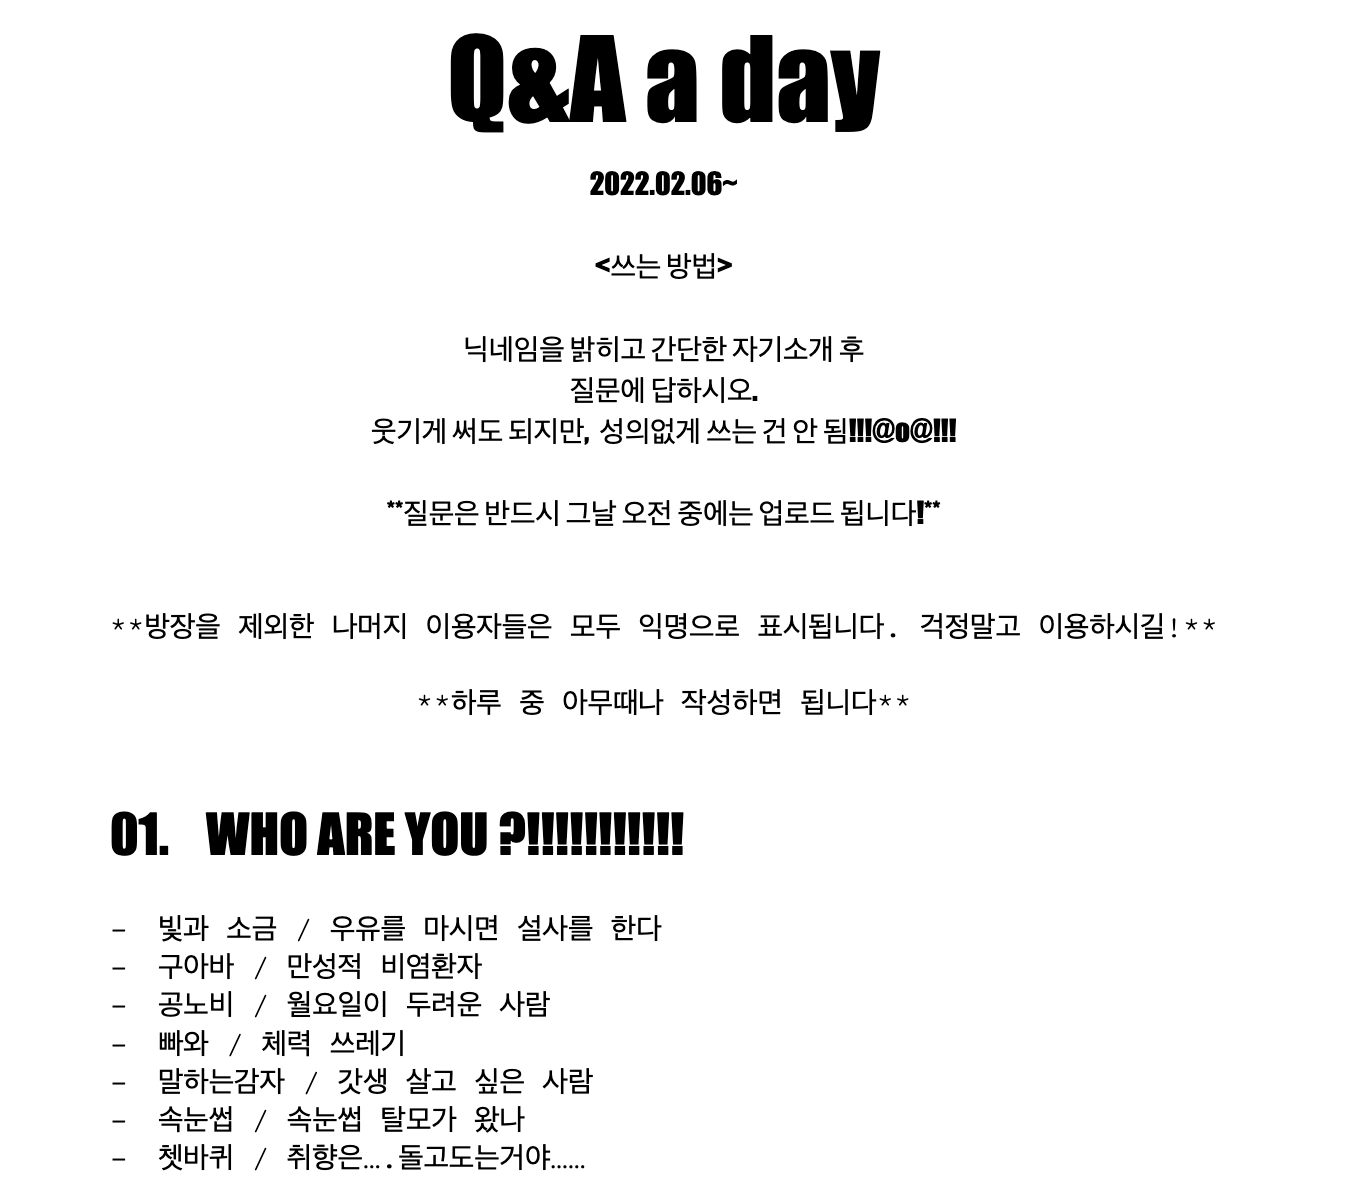 Q&A a day
2022.02.06~
<쓰는 방법>
닉네임을 밝히고 간단한 자기소개 후
질문에 답하시오.
웃기게 써도 되지만, 성의없게 쓰는 건 안 됨!!!@o@!!!
**질문은 반드시 그날 오전 중에는 업로드 됩니다!**
**방장을 제외한 나머지 이용자들은 모두 익명으로 표시됩니다. 걱정말고 이용하시길!**
**하루 중 아무때나 작성하면 됩니다**
01. WHO ARE YOU ?!!!!!!!!!!!
- 빛과 소금 / 우유를 마시면 설사를 한다
- 구아바 / 만성적 비염환자
- 공노비 / 월요일이 두려운 사람
- 빠와 / 체력 쓰레기
- 말하는감자 / 갓생 살고 싶은 사람
- 속눈썹 / 속눈썹 탈모가 왔나
- 쳇바퀴 / 취향은….돌고도는거야……